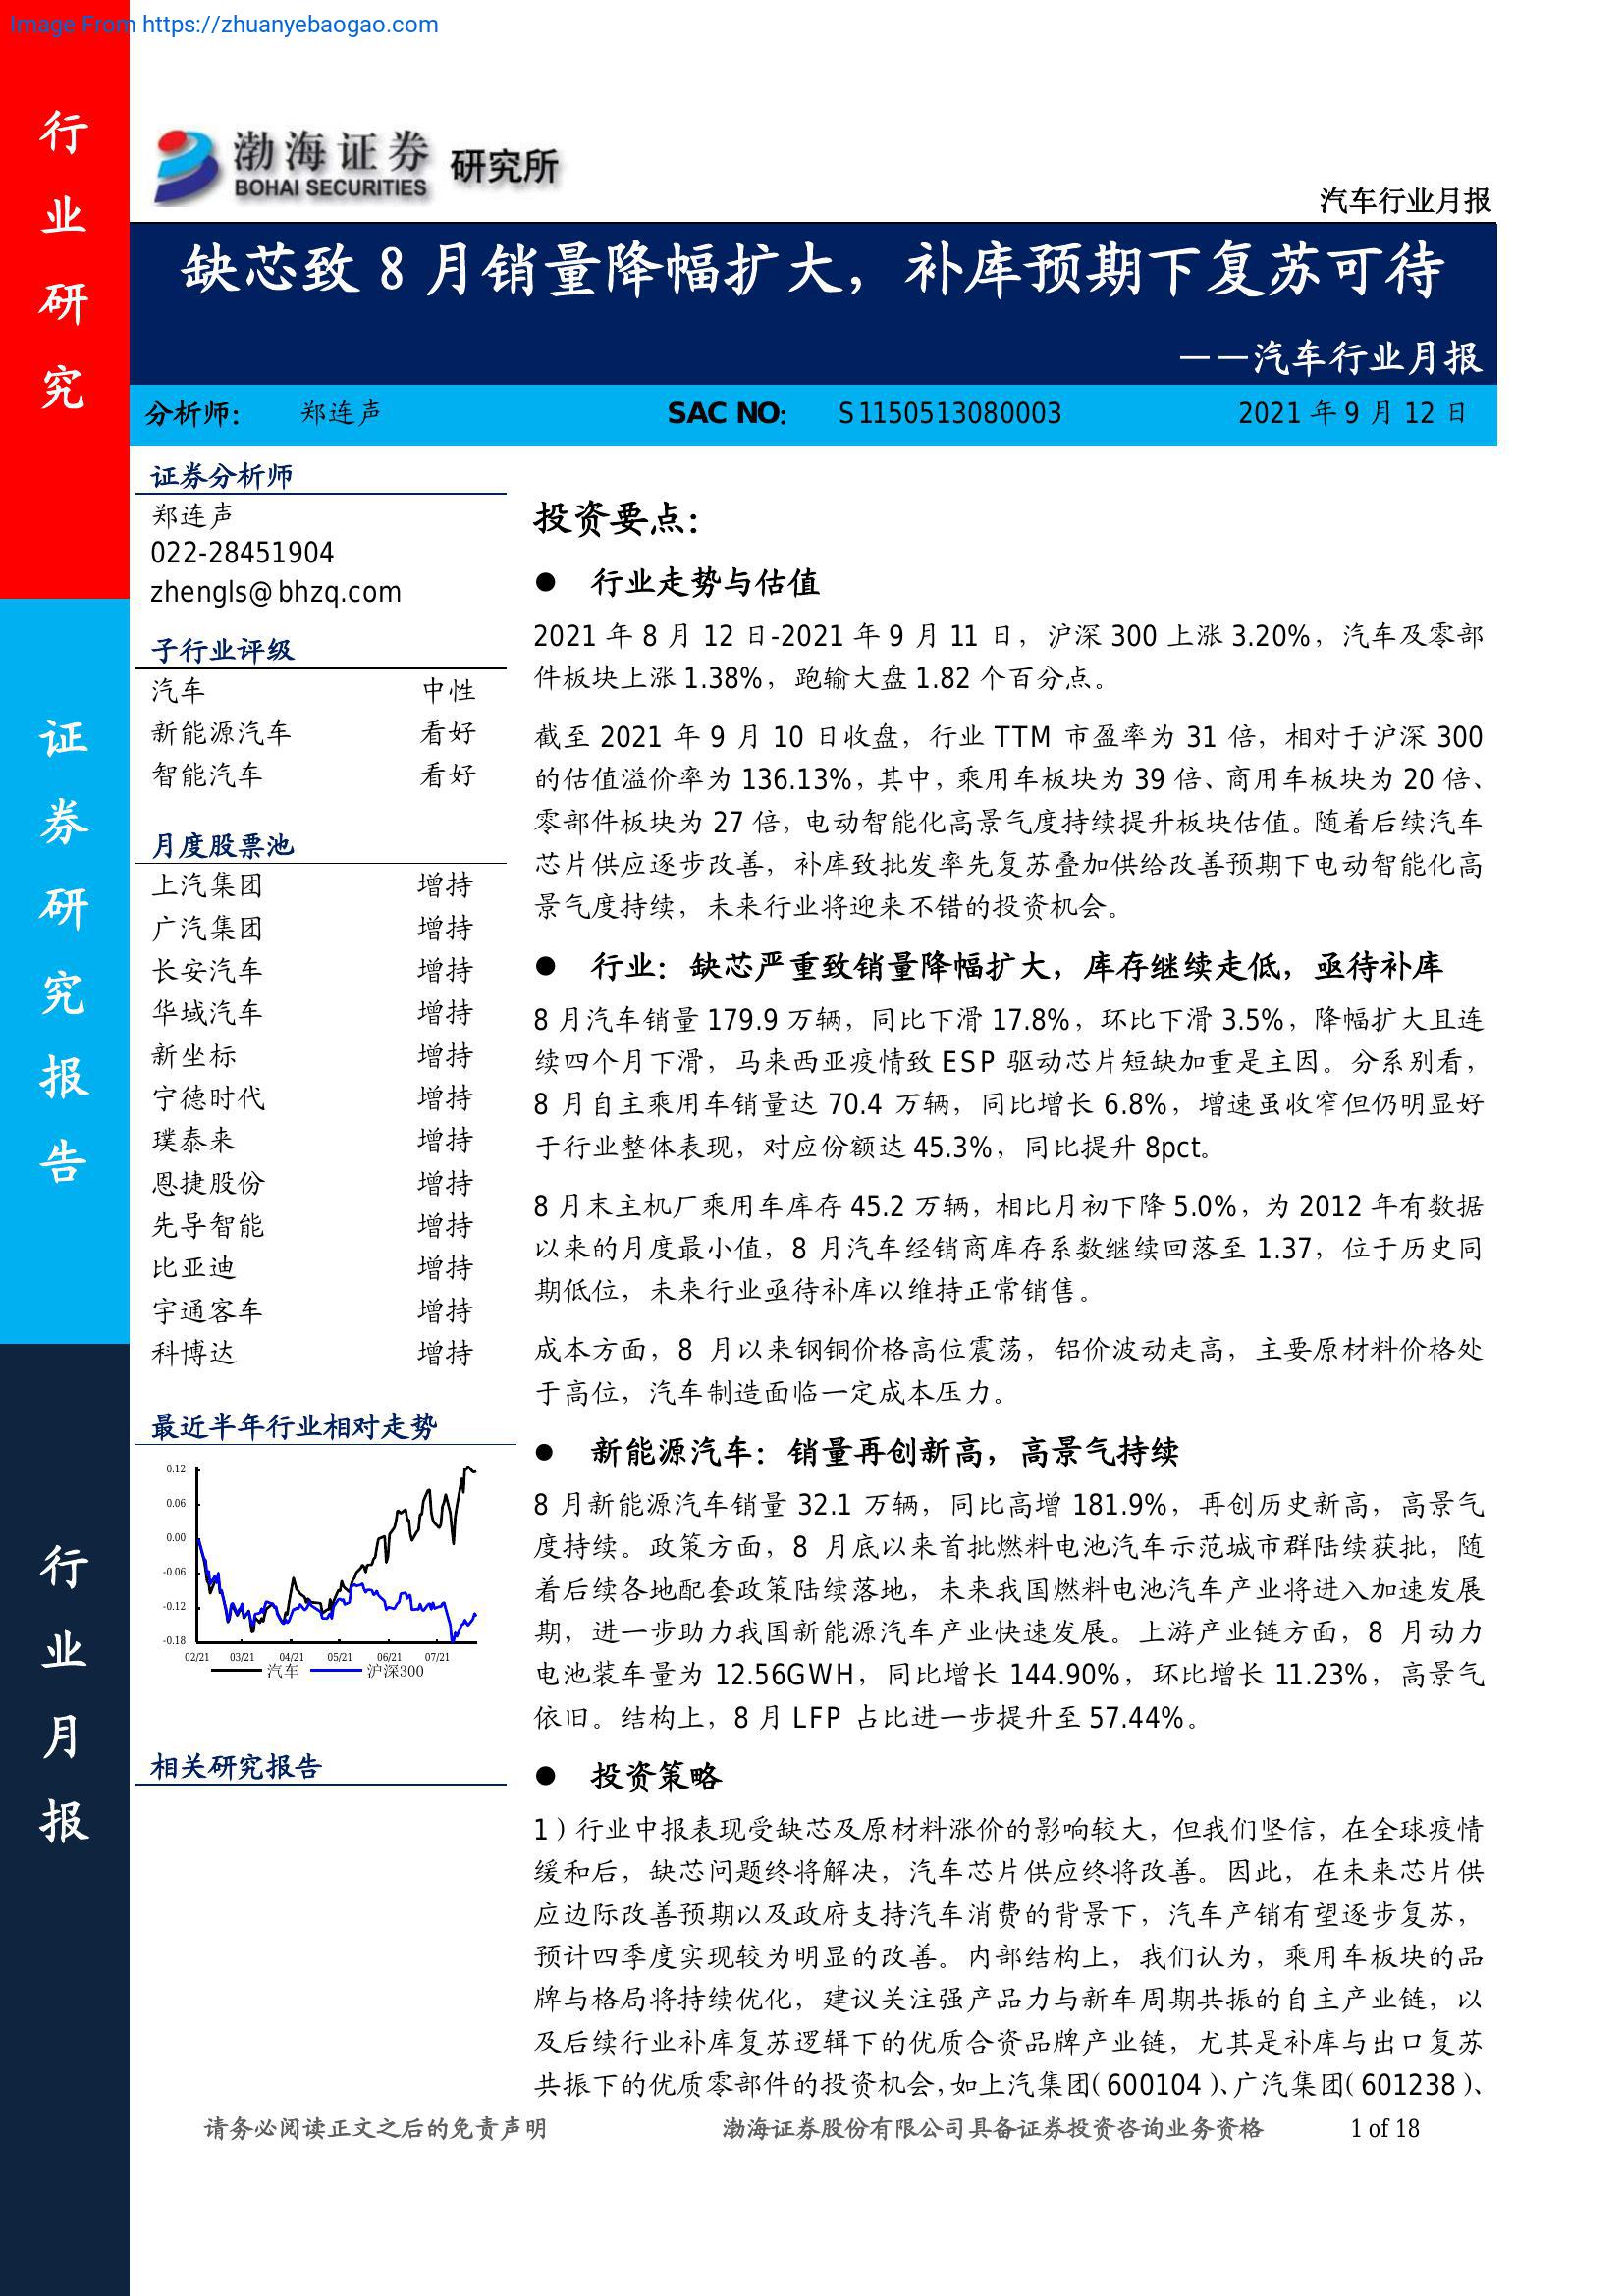 Image From https://zhuanyebaogao.com
行业研究
证券研究报告
行业月报
渤海证券
BOHAI SECURITIES
研究所
汽车行业月报
缺芯致 8 月销量降幅扩大，补库预期下复苏可待
——汽车行业月报
分析师： 郑连声 SAC NO： S1150513080003 2021 年 9 月 12 日
证券分析师
郑连声
022-28451904
zhengls@bhzq.com
子行业评级
汽车 中性
新能源汽车 看好
智能汽车 看好
月度股票池
上汽集团 增持
广汽集团 增持
长安汽车 增持
华域汽车 增持
新坐标 增持
宁德时代 增持
璞泰来 增持
恩捷股份 增持
先导智能 增持
比亚迪 增持
宇通客车 增持
科博达 增持
最近半年行业相对走势
0.12
0.06
0.00
-0.06
-0.12
-0.18
02/21 03/21 04/21 05/21 06/21 07/21
汽车 沪深300
相关研究报告
投资要点：
● 行业走势与估值
2021 年 8 月 12 日-2021 年 9 月 11 日，沪深 300 上涨 3.20%，汽车及零部
件板块上涨 1.38%，跑输大盘 1.82 个百分点。
截至 2021 年 9 月 10 日收盘，行业 TTM 市盈率为 31 倍，相对于沪深 300
的估值溢价率为 136.13%，其中，乘用车板块为 39 倍、商用车板块为 20 倍、
零部件板块为 27 倍，电动智能化高景气度持续提升板块估值。随着后续汽车
芯片供应逐步改善，补库致批发率先复苏叠加供给改善预期下电动智能化高
景气度持续，未来行业将迎来不错的投资机会。
● 行业：缺芯严重致销量降幅扩大，库存继续走低，亟待补库
8 月汽车销量 179.9 万辆，同比下滑 17.8%，环比下滑 3.5%，降幅扩大且连
续四个月下滑，马来西亚疫情致 ESP 驱动芯片短缺加重是主因。分系别看，
8 月自主乘用车销量达 70.4 万辆，同比增长 6.8%，增速虽收窄但仍明显好
于行业整体表现，对应份额达 45.3%，同比提升 8pct。
8 月末主机厂乘用车库存 45.2 万辆，相比月初下降 5.0%，为 2012 年有数据
以来的月度最小值，8 月汽车经销商库存系数继续回落至 1.37，位于历史同
期低位，未来行业亟待补库以维持正常销售。
成本方面，8 月以来钢铜价格高位震荡，铝价波动走高，主要原材料价格处
于高位，汽车制造面临一定成本压力。
● 新能源汽车：销量再创新高，高景气持续
8 月新能源汽车销量 32.1 万辆，同比高增 181.9%，再创历史新高，高景气
度持续。政策方面，8 月底以来首批燃料电池汽车示范城市群陆续获批，随
着后续各地配套政策陆续落地，未来我国燃料电池汽车产业将进入加速发展
期，进一步助力我国新能源汽车产业快速发展。上游产业链方面，8 月动力
电池装车量为 12.56GWH，同比增长 144.90%，环比增长 11.23%，高景气
依旧。结构上，8 月 LFP 占比进一步提升至 57.44%。
● 投资策略
1）行业中报表现受缺芯及原材料涨价的影响较大，但我们坚信，在全球疫情
缓和后，缺芯问题终将解决，汽车芯片供应终将改善。因此，在未来芯片供
应边际改善预期以及政府支持汽车消费的背景下，汽车产销有望逐步复苏，
预计四季度实现较为明显的改善。内部结构上，我们认为，乘用车板块的品
牌与格局将持续优化，建议关注强产品力与新车周期共振的自主产业链，以
及后续行业补库复苏逻辑下的优质合资品牌产业链，尤其是补库与出口复苏
共振下的优质零部件的投资机会，如上汽集团（600104）、广汽集团（601238）、
请务必阅读正文之后的免责声明 渤海证券股份有限公司具备证券投资咨询业务资格 1 of 18